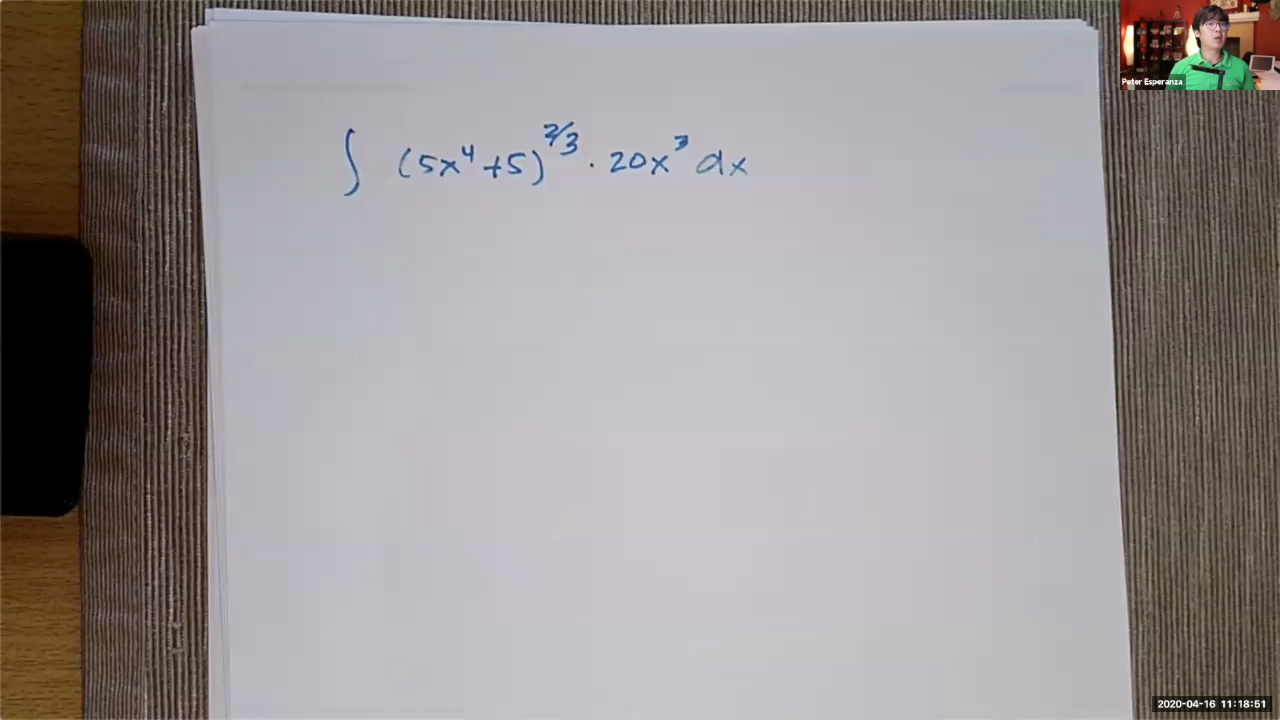 Peter Esperanza
∫ (5x⁴+5)^(2/3) · 20x³ dx
2020-04-16 11:18:51